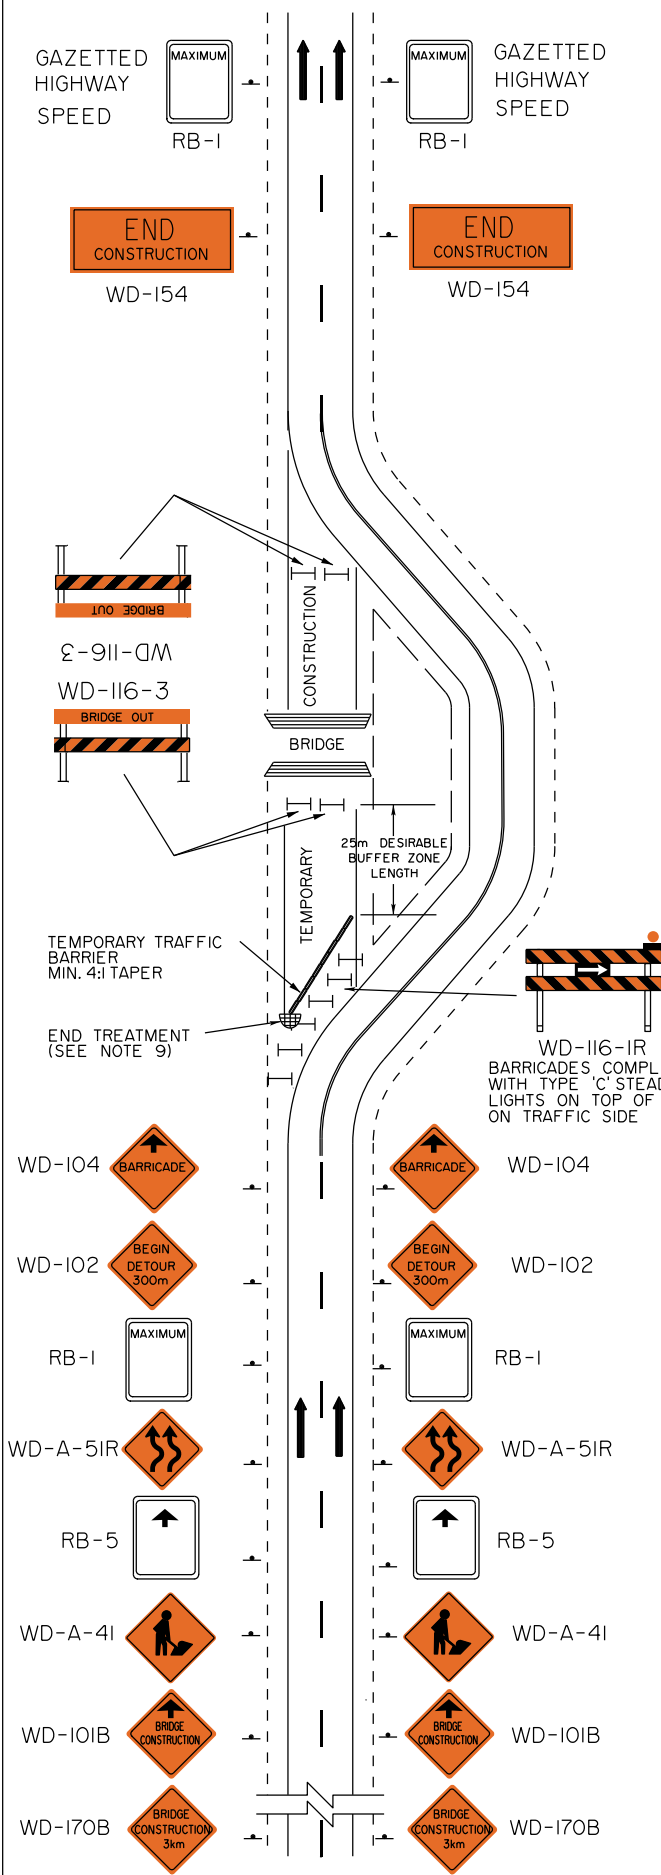 GAZETTED
HIGHWAY
SPEED
MAXIMUM
RB-1
MAXIMUM
RB-1
GAZETTED
HIGHWAY
SPEED
END
CONSTRUCTION
WD-154
END
CONSTRUCTION
WD-154
BRIDGE OUT
WD-116-3
WD-116-3
BRIDGE OUT
CONSTRUCTION
BRIDGE
TEMPORARY
25m DESIRABLE
BUFFER ZONE
LENGTH
TEMPORARY TRAFFIC
BARRIER
MIN. 4:1 TAPER
END TREATMENT
(SEE NOTE 9)
WD-116-1R
BARRICADES COMPL
WITH TYPE 'C' STEAD
LIGHTS ON TOP OF
ON TRAFFIC SIDE
WD-104
BARRICADE
BARRICADE
WD-104
WD-102
BEGIN
DETOUR
300m
BEGIN
DETOUR
300m
WD-102
RB-1
MAXIMUM
MAXIMUM
RB-1
WD-A-51R
WD-A-51R
RB-5
RB-5
WD-A-41
WD-A-41
WD-101B
BRIDGE
CONSTRUCTION
BRIDGE
CONSTRUCTION
WD-101B
WD-170B
BRIDGE
CONSTRUCTION
3km
BRIDGE
CONSTRUCTION
3km
WD-170B